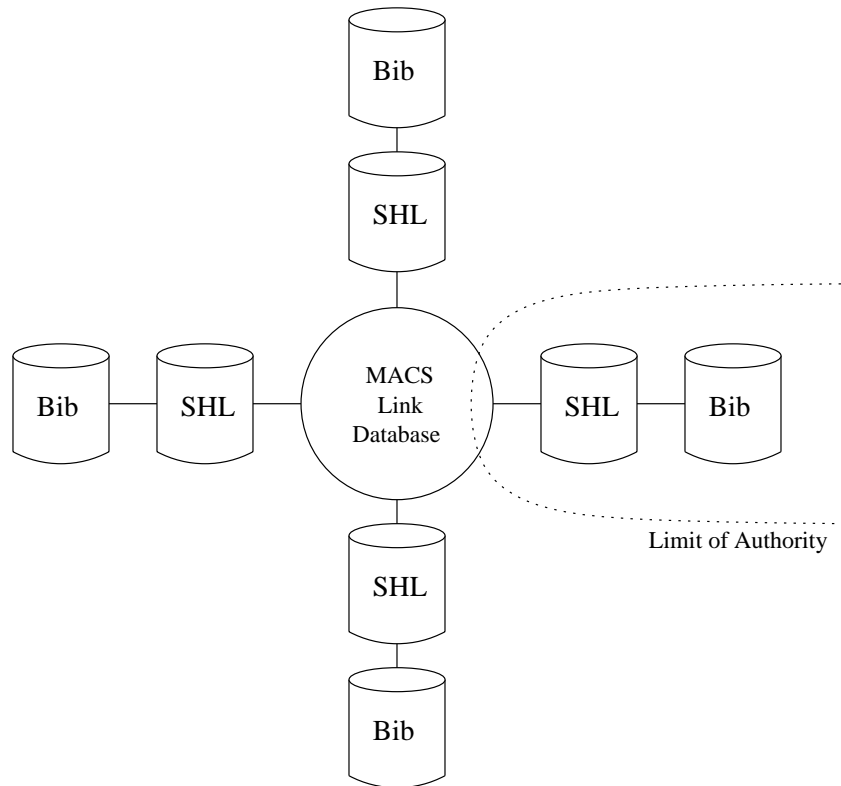 Bib
SHL
MACS
Link
Database
Bib
SHL
SHL
Bib
Limit of Authority
SHL
Bib